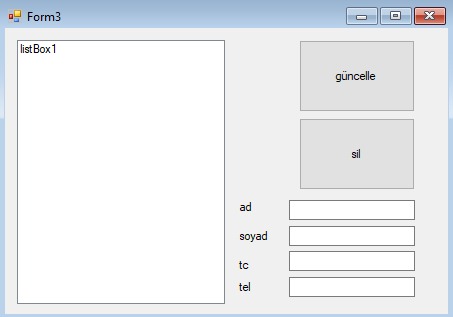 Form3
listBox1
güncelle
sil
ad
soyad
tc
tel